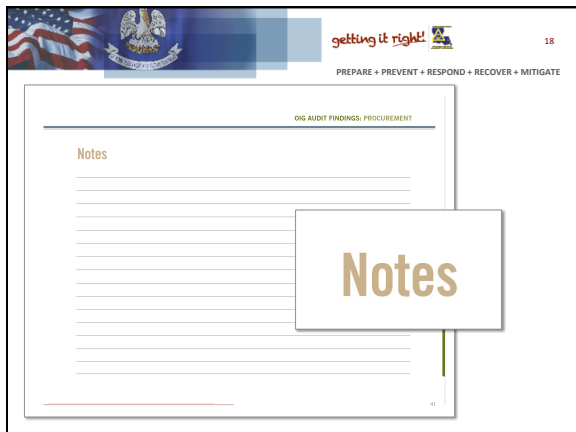 getting it right!
18
PREPARE + PREVENT + RESPOND + RECOVER + MITIGATE
OIG AUDIT FINDINGS: PROCUREMENT
Notes
Notes
41